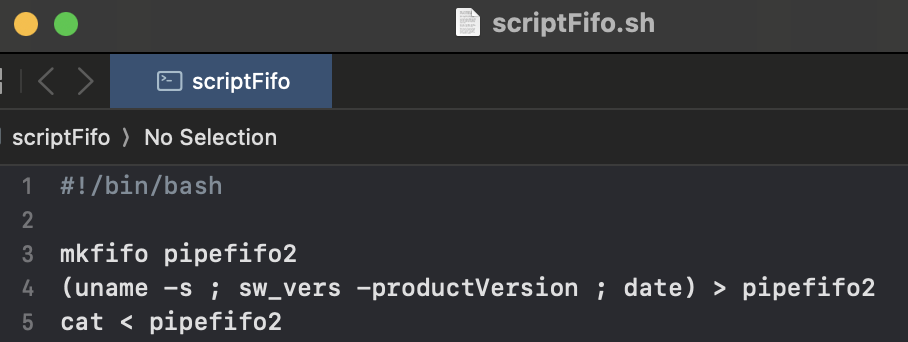 scriptFifo.sh
scriptFifo
scriptFifo 〉 No Selection
1 #!/bin/bash
2
3 mkfifo pipefifo2
4 (uname -s ; sw_vers -productVersion ; date) > pipefifo2
5 cat < pipefifo2